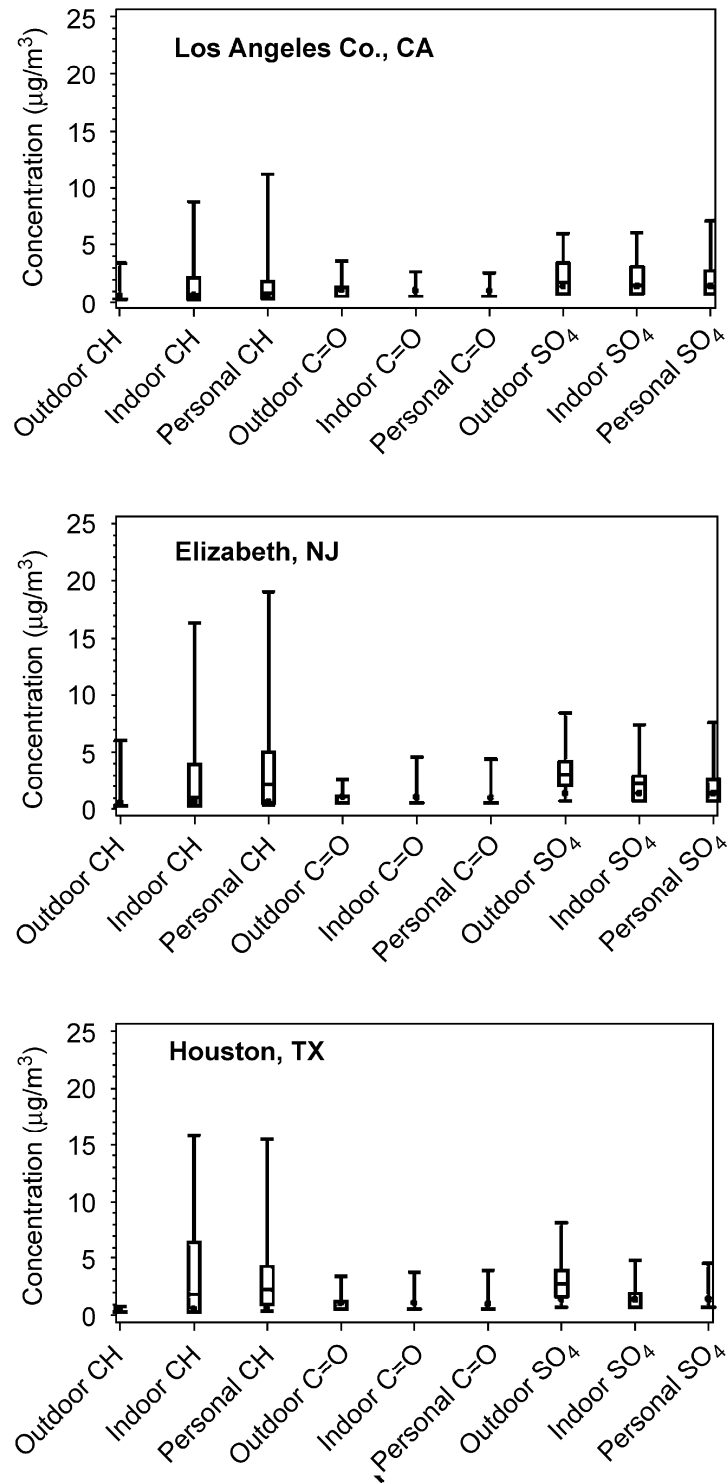 Los Angeles Co., CA
Concentration (μg/m³)
25
20
15
10
5
0
Outdoor CH
Indoor CH
Personal CH
Outdoor C=O
Indoor C=O
Personal C=O
Outdoor SO₄
Indoor SO₄
Personal SO₄
Elizabeth, NJ
Concentration (μg/m³)
25
20
15
10
5
0
Outdoor CH
Indoor CH
Personal CH
Outdoor C=O
Indoor C=O
Personal C=O
Outdoor SO₄
Indoor SO₄
Personal SO₄
Houston, TX
Concentration (μg/m³)
25
20
15
10
5
0
Outdoor CH
Indoor CH
Personal CH
Outdoor C=O
Indoor C=O
Personal C=O
Outdoor SO₄
Indoor SO₄
Personal SO₄